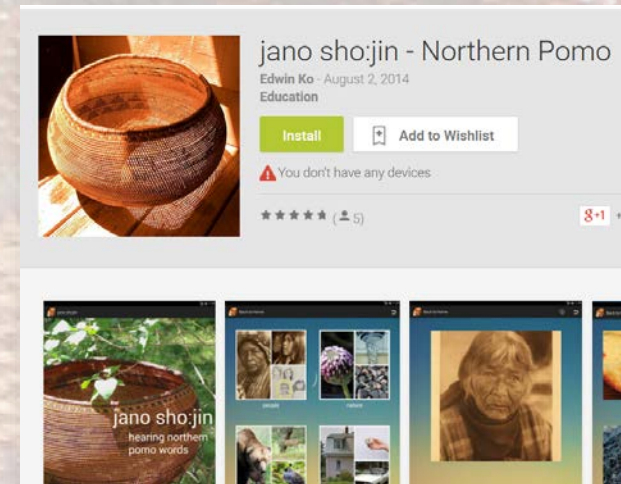 jano sho:jin - Northern Pomo
Edwin Ko - August 2, 2014
Education
Install
Add to Wishlist
You don't have any devices
(5)
g+1
jano sho:jin
hearing northern
pomo words
people
nature